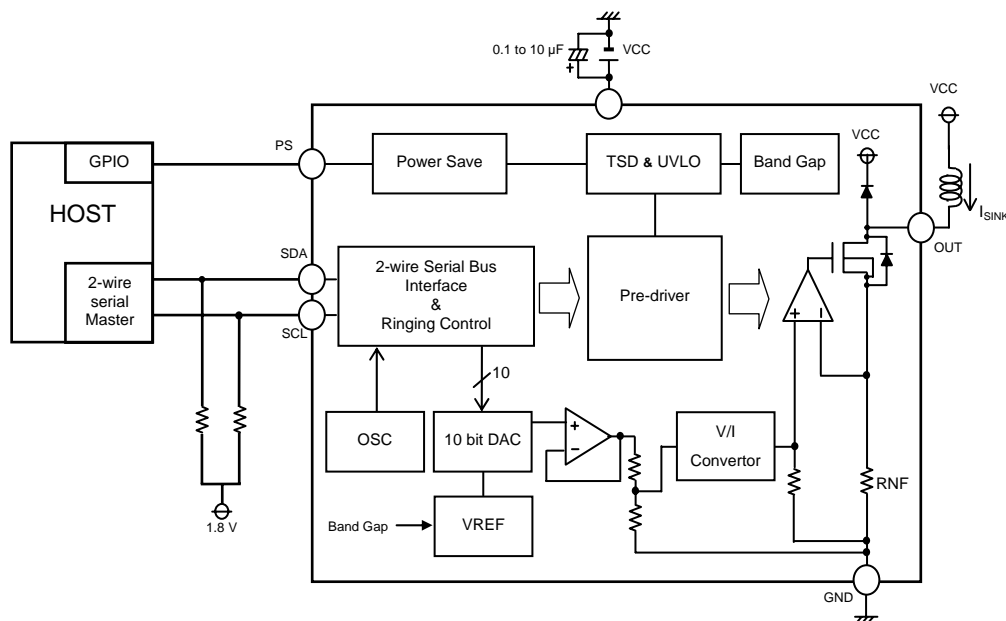 0.1 to 10 µF
VCC
+
VCC
VCC
GPIO
PS
Power Save
TSD & UVLO
Band Gap
HOST
I SINK
OUT
SDA
2-wire Serial Bus
Interface
&
Ringing Control
Pre-driver
2-wire
serial
Master
SCL
+
–
10
OSC
10 bit DAC
+
–
V/I
Convertor
RNF
1.8 V
Band Gap
VREF
GND